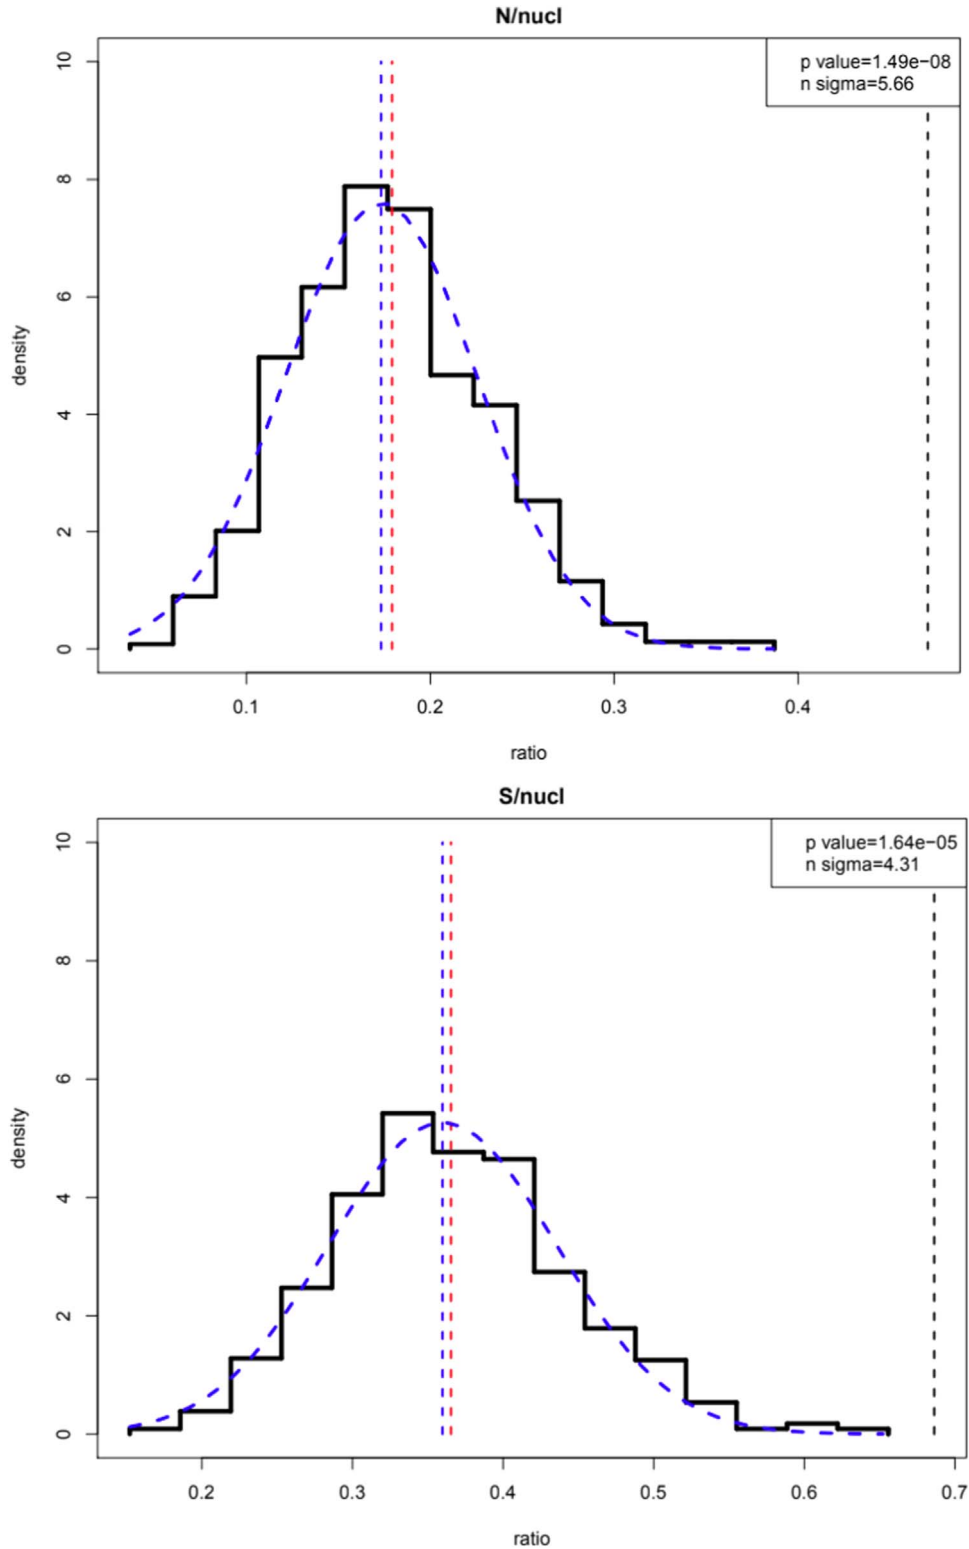 N/nucl
p value=1.49e−08
n sigma=5.66
10
8
6
4
2
0
density
0.1 0.2 0.3 0.4
ratio
S/nucl
p value=1.64e−05
n sigma=4.31
10
8
6
4
2
0
density
0.2 0.3 0.4 0.5 0.6 0.7
ratio